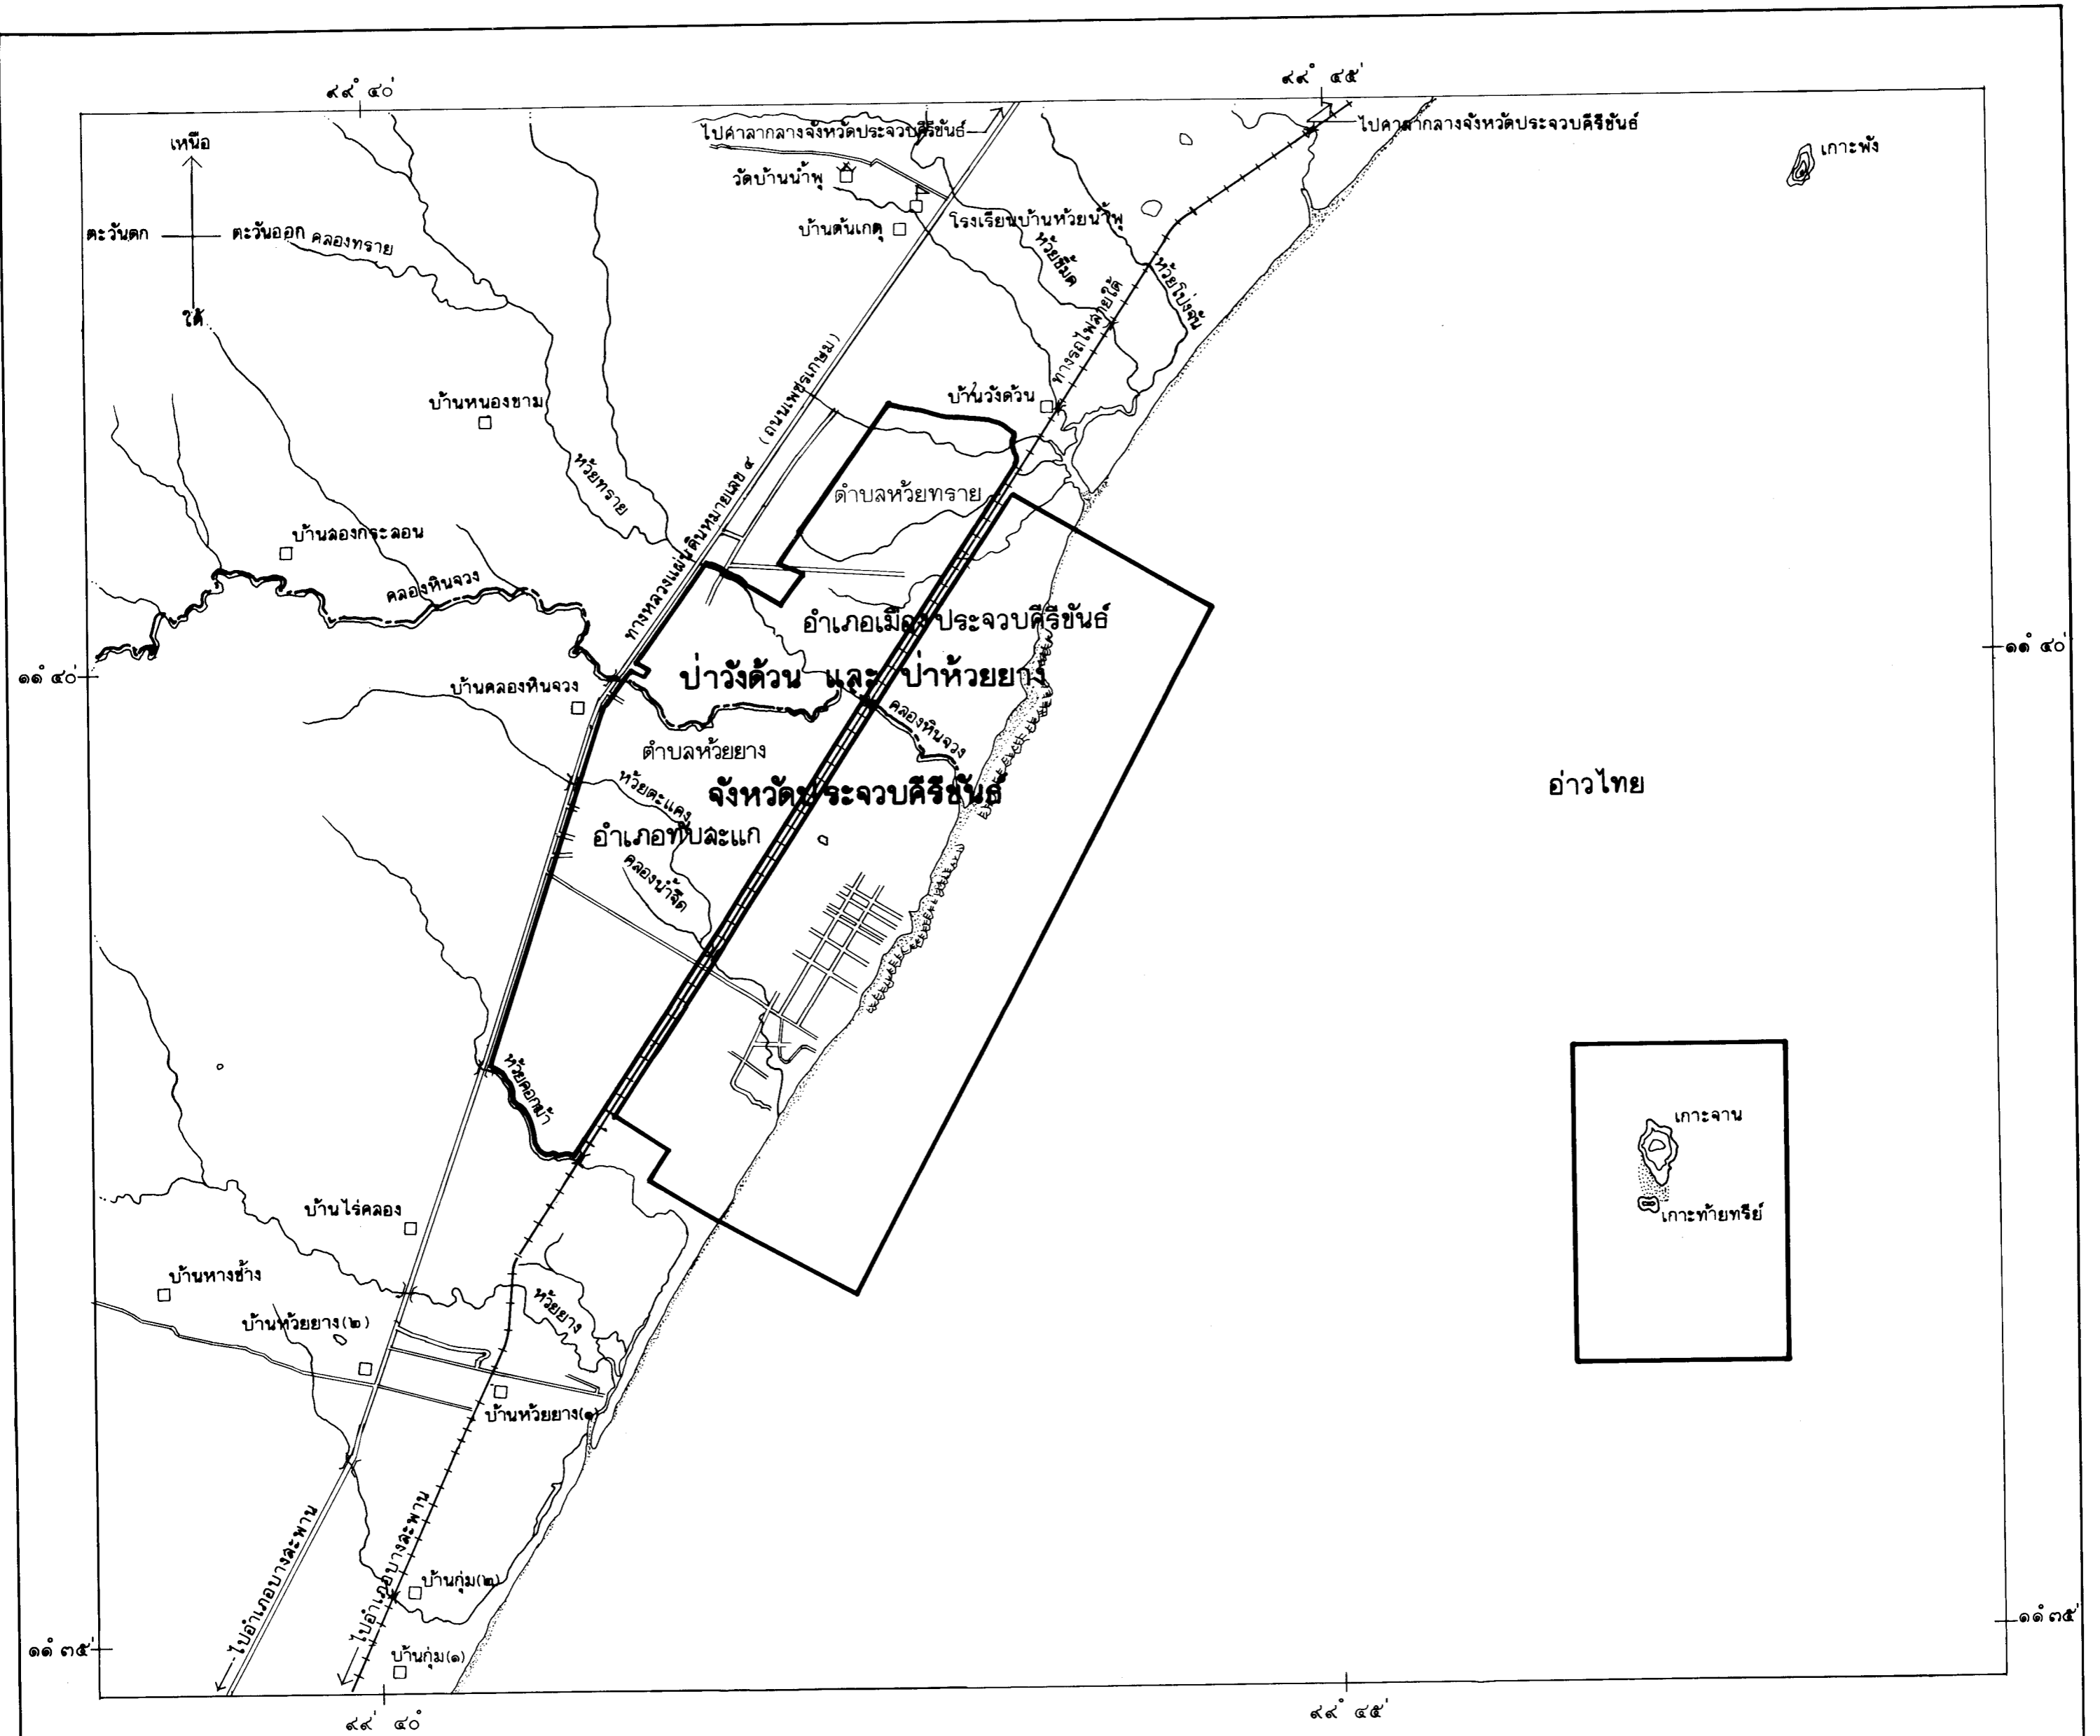 ๙๙° ๔๐'
๙๙° ๔๕'
เหนือ
ตะวันตก
ตะวันออก
ใต้
ไปศาลากลางจังหวัดประจวบคีรีขันธ์
ไปศาลากลางจังหวัดประจวบคีรีขันธ์
เกาะพัง
วัดบ้านน้ำพุ
โรงเรียนบ้านห้วยน้ำพุ
บ้านต้นเกตุ
คลองทราย
ห้วยขี้มด
ห้วยโป่งขัน
ทางรถไฟสายใต้
บ้านหนองขาม
บ้านวังด้วน
ทางหลวงแผ่นดินหมายเลข ๔ (ถนนเพชรเกษม)
ห้วยทราย
ตำบลห้วยทราย
บ้านลองกระลอน
คลองหินจวง
อำเภอเมืองประจวบคีรีขันธ์
๑๑° ๔๐'
ป่าวังด้วน และ ป่าห้วยยาง
๑๑° ๔๐'
บ้านคลองหินจวง
คลองหินจวง
ตำบลห้วยยาง
ห้วยตะแคง
จังหวัดประจวบคีรีขันธ์
อ่าวไทย
อำเภอทับสะแก
คลองน้ำจืด
ห้วยคอกม้า
เกาะจาน
เกาะท้ายทรีย์
บ้านไร่คลอง
บ้านหางช้าง
ห้วยยาง
บ้านห้วยยาง(๒)
บ้านห้วยยาง(๑)
ไปอำเภอบางสะพาน
ไปอำเภอบางสะพาน
บ้านกุ่ม(๒)
บ้านกุ่ม(๑)
๑๑° ๓๕'
๑๑° ๓๕'
๙๙' ๔๐°
๙๙° ๔๕'